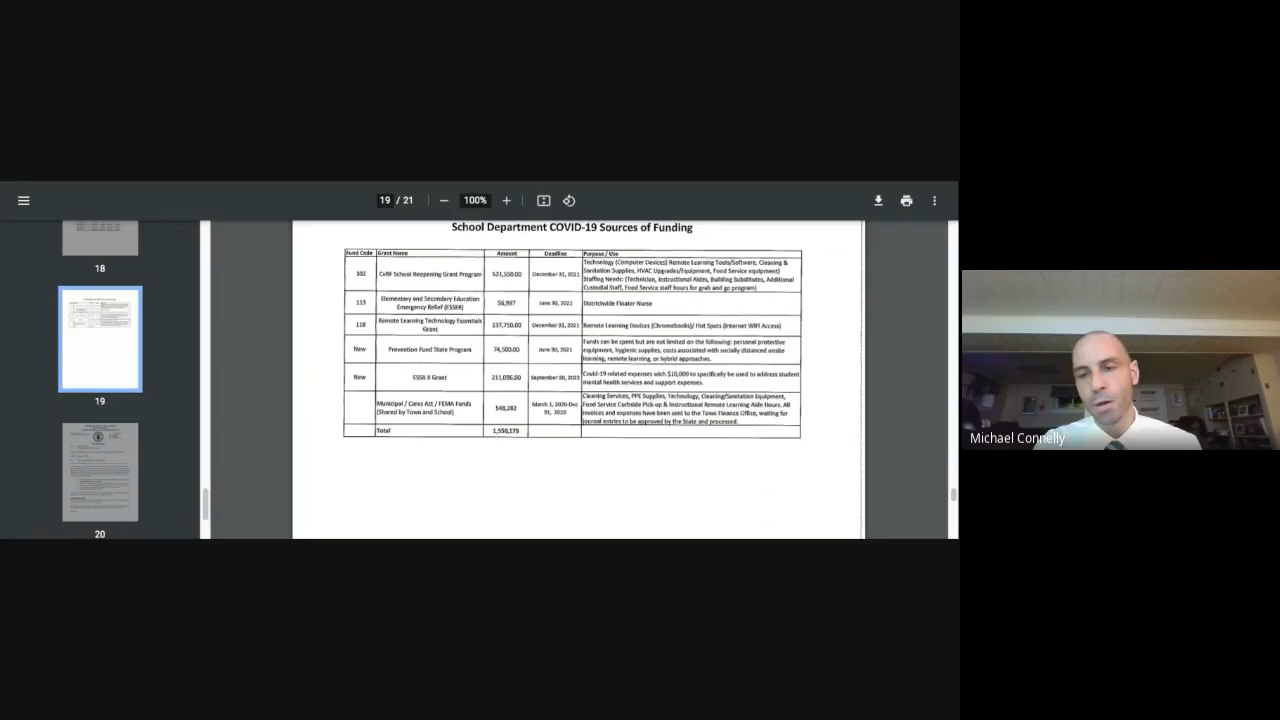 19 / 21
100%
18
19
20
School Department COVID-19 Sources of Funding
Fund Code Grant Name Amount Deadline Purpose / Use
102 CvRF School Reopening Grant Program 521,550.00 December 31, 2021 Technology (Computer Devices) Remote Learning Tools/Software, Cleaning &
Sanitation Supplies, HVAC Upgrades/Equipment, Food Service equipment)
Staffing Needs: (Technician, Instructional Aides, Building Substitutes, Additional
Custodial Staff, Food Service staff hours for grab and go program)
113 Elementary and Secondary Education
Emergency Relief (ESSER) 56,997 June 30, 2021 Districtwide Floater Nurse
118 Remote Learning Technology Essentials
Grant 137,750.00 December 31, 2021 Remote Learning Devices (Chromebooks)/ Hot Spots (Internet WIFI Access)
New Prevention Fund State Program 74,500.00 June 30, 2021 Funds can be spent but are not limited on the following: personal protective
equipment, hygienic supplies, costs associated with socially distanced onsite
learning, remote learning, or hybrid approaches.
New ESSR II Grant 211,096.00 September 30, 2023 Covid-19 related expenses with $10,000 to specifically be used to address student
mental health services and support expenses.
Municipal / Cares Act / FEMA Funds
(Shared by Town and School) 548,282 March 1, 2020-Dec
31, 2020 Cleaning Services, PPE Supplies, Technology, Cleaning/Sanitation Equipment,
Food Service Curbside Pick-up & Instructional Remote Learning Aide Hours. All
invoices and expenses have been sent to the Town Finance Office, waiting for
journal entries to be approved by the State and processed.
Total 1,550,175
Michael Connelly